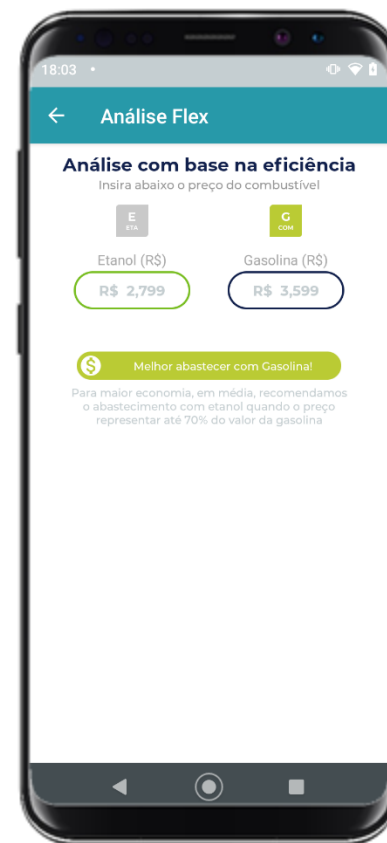 18:03
Análise Flex
Análise com base na eficiência
Insira abaixo o preço do combustível
E
ETA
G
COM
Etanol (R$)
Gasolina (R$)
R$ 2,799
R$ 3,599
$ Melhor abastecer com Gasolina!
Para maior economia, em média, recomendamos
o abastecimento com etanol quando o preço
representar até 70% do valor da gasolina